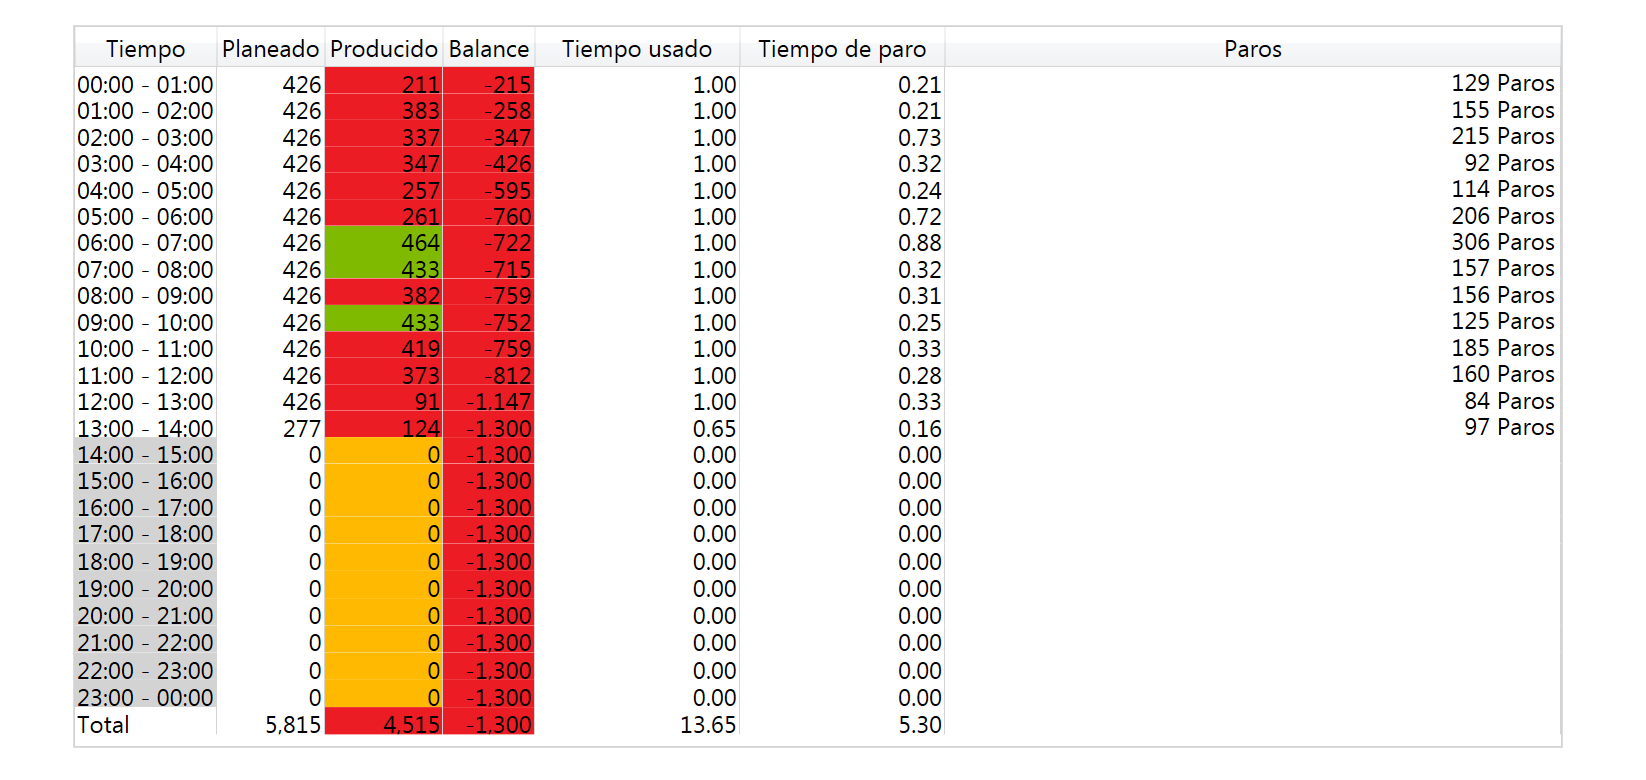 Tiempo Planeado Producido Balance Tiempo usado Tiempo de paro Paros
00:00 - 01:00 426 211 -215 1.00 0.21 129 Paros
01:00 - 02:00 426 383 -258 1.00 0.21 155 Paros
02:00 - 03:00 426 337 -347 1.00 0.73 215 Paros
03:00 - 04:00 426 347 -426 1.00 0.32 92 Paros
04:00 - 05:00 426 257 -595 1.00 0.24 114 Paros
05:00 - 06:00 426 261 -760 1.00 0.72 206 Paros
06:00 - 07:00 426 464 -722 1.00 0.88 306 Paros
07:00 - 08:00 426 433 -715 1.00 0.32 157 Paros
08:00 - 09:00 426 382 -759 1.00 0.31 156 Paros
09:00 - 10:00 426 433 -752 1.00 0.25 125 Paros
10:00 - 11:00 426 419 -759 1.00 0.33 185 Paros
11:00 - 12:00 426 373 -812 1.00 0.28 160 Paros
12:00 - 13:00 426 91 -1,147 1.00 0.33 84 Paros
13:00 - 14:00 277 124 -1,300 0.65 0.16 97 Paros
14:00 - 15:00 0 0 -1,300 0.00 0.00
15:00 - 16:00 0 0 -1,300 0.00 0.00
16:00 - 17:00 0 0 -1,300 0.00 0.00
17:00 - 18:00 0 0 -1,300 0.00 0.00
18:00 - 19:00 0 0 -1,300 0.00 0.00
19:00 - 20:00 0 0 -1,300 0.00 0.00
20:00 - 21:00 0 0 -1,300 0.00 0.00
21:00 - 22:00 0 0 -1,300 0.00 0.00
22:00 - 23:00 0 0 -1,300 0.00 0.00
23:00 - 00:00 0 0 -1,300 0.00 0.00
Total 5,815 4,515 -1,300 13.65 5.30